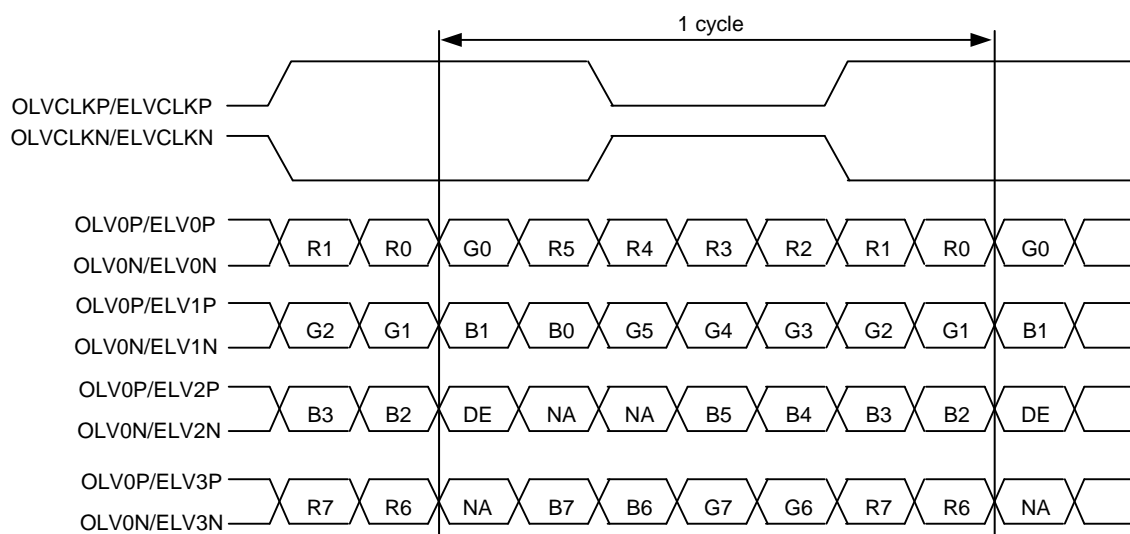 1 cycle
OLVCLKP/ELVCLKP
OLVCLKN/ELVCLKN
OLV0P/ELV0P
R1 R0 G0 R5 R4 R3 R2 R1 R0 G0
OLV0N/ELV0N
OLV0P/ELV1P
G2 G1 B1 B0 G5 G4 G3 G2 G1 B1
OLV0N/ELV1N
OLV0P/ELV2P
B3 B2 DE NA NA B5 B4 B3 B2 DE
OLV0N/ELV2N
OLV0P/ELV3P
R7 R6 NA B7 B6 G7 G6 R7 R6 NA
OLV0N/ELV3N